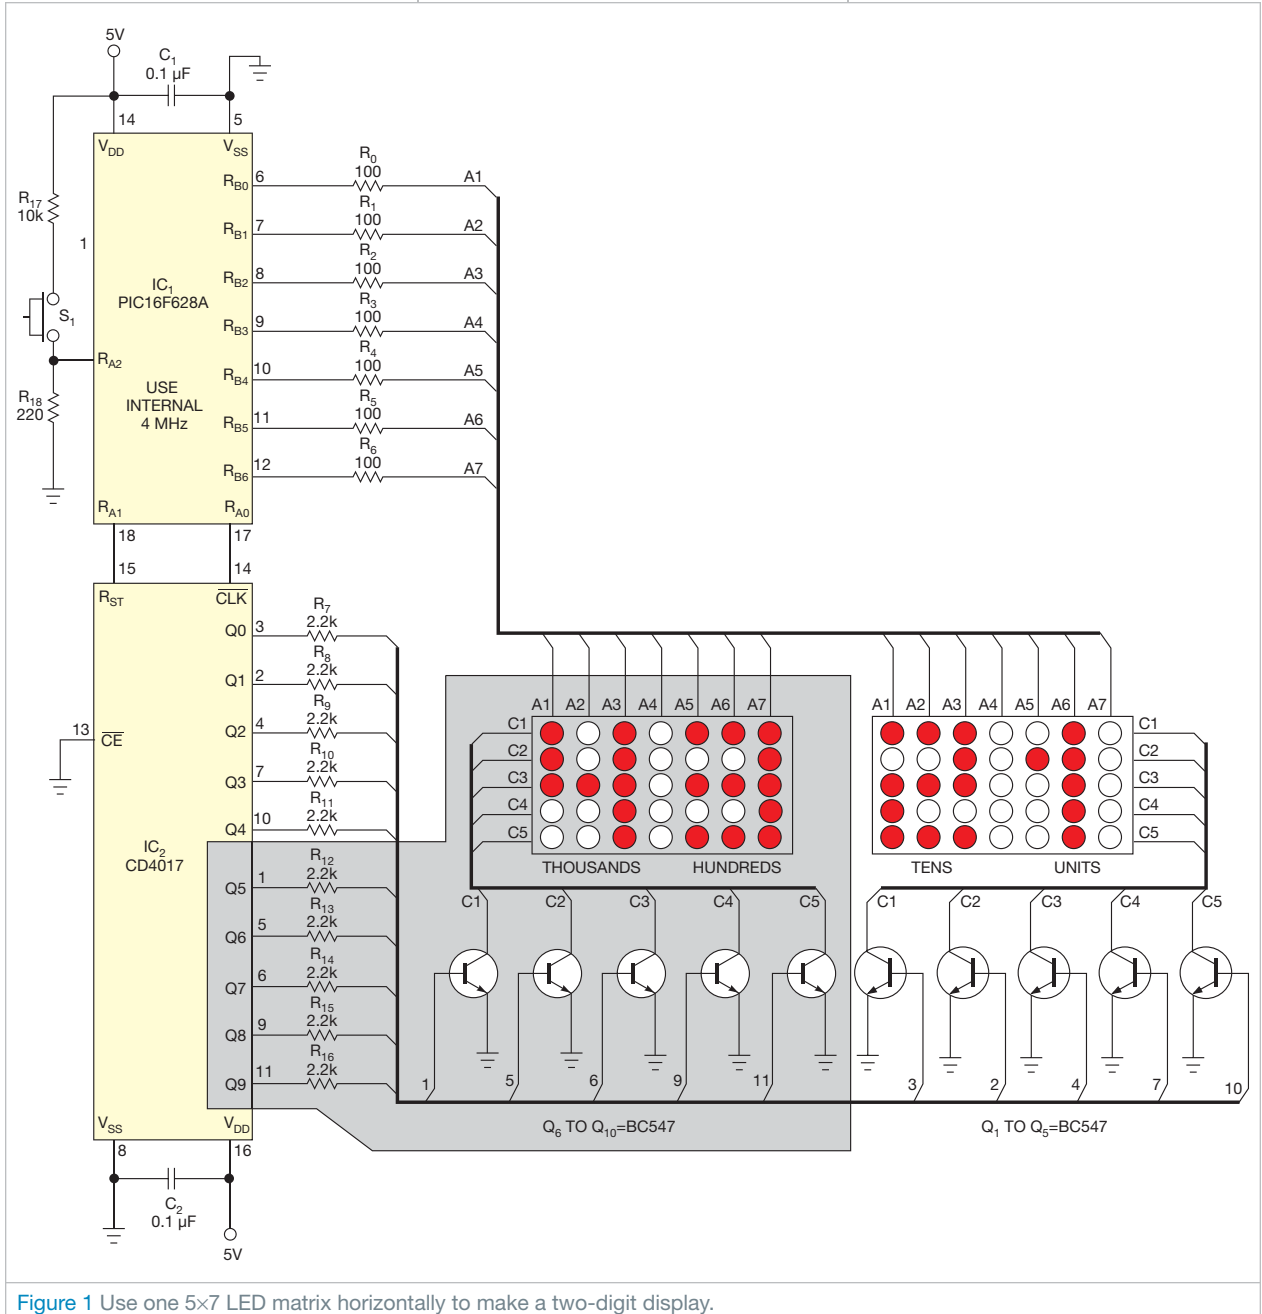 5V
C1
0.1 µF
14
5
VDD
VSS
R17
10k
1
S1
IC1
PIC16F628A
RA2
USE
INTERNAL
4 MHz
R18
220
RB0 6
R0
100
A1
RB1 7
R1
100
A2
RB2 8
R2
100
A3
RB3 9
R3
100
A4
RB4 10
R4
100
A5
RB5 11
R5
100
A6
RB6 12
R6
100
A7
RA1
RA0
18
17
15
14
RST
CLK
13
CE
IC2
CD4017
Q0 3
R7
2.2k
Q1 2
R8
2.2k
Q2 4
R9
2.2k
Q3 7
R10
2.2k
Q4 10
R11
2.2k
Q5 1
R12
2.2k
Q6 5
R13
2.2k
Q7 6
R14
2.2k
Q8 9
R15
2.2k
Q9 11
R16
2.2k
VSS
VDD
8
16
C2
0.1 µF
5V
A1 A2 A3 A4 A5 A6 A7
C1
C2
C3
C4
C5
THOUSANDS HUNDREDS
C1 C2 C3 C4 C5
1 5 6 9 11
Q6 TO Q10=BC547
A1 A2 A3 A4 A5 A6 A7
C1
C2
C3
C4
C5
TENS UNITS
C1 C2 C3 C4 C5
3 2 4 7 10
Q1 TO Q5=BC547
Figure 1 Use one 5×7 LED matrix horizontally to make a two-digit display.